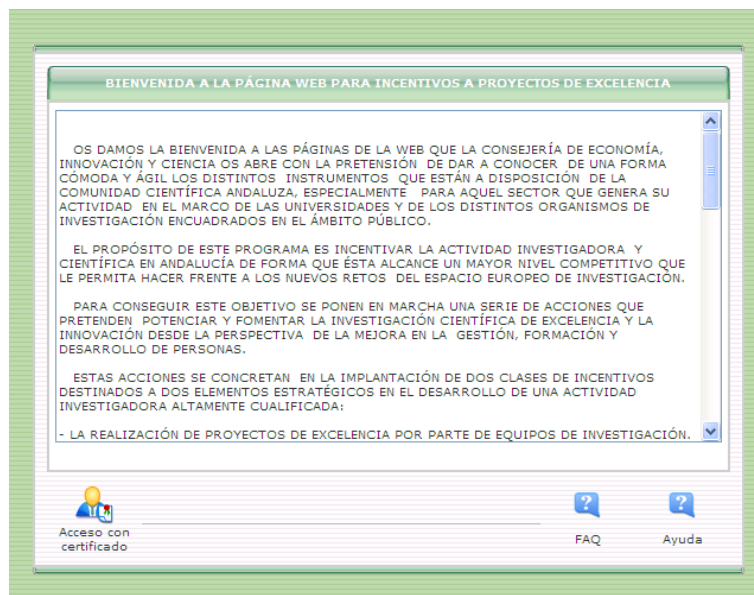 BIENVENIDA A LA PÁGINA WEB PARA INCENTIVOS A PROYECTOS DE EXCELENCIA
OS DAMOS LA BIENVENIDA A LAS PÁGINAS DE LA WEB QUE LA CONSEJERÍA DE ECONOMÍA,
INNOVACIÓN Y CIENCIA OS ABRE CON LA PRETENSIÓN DE DAR A CONOCER DE UNA FORMA
CÓMODA Y ÁGIL LOS DISTINTOS INSTRUMENTOS QUE ESTÁN A DISPOSICIÓN DE LA
COMUNIDAD CIENTÍFICA ANDALUZA, ESPECIALMENTE PARA AQUEL SECTOR QUE GENERA SU
ACTIVIDAD EN EL MARCO DE LAS UNIVERSIDADES Y DE LOS DISTINTOS ORGANISMOS DE
INVESTIGACIÓN ENCUADRADOS EN EL ÁMBITO PÚBLICO.
EL PROPÓSITO DE ESTE PROGRAMA ES INCENTIVAR LA ACTIVIDAD INVESTIGADORA Y
CIENTÍFICA EN ANDALUCÍA DE FORMA QUE ÉSTA ALCANCE UN MAYOR NIVEL COMPETITIVO QUE
LE PERMITA HACER FRENTE A LOS NUEVOS RETOS DEL ESPACIO EUROPEO DE INVESTIGACIÓN.
PARA CONSEGUIR ESTE OBJETIVO SE PONEN EN MARCHA UNA SERIE DE ACCIONES QUE
PRETENDEN POTENCIAR Y FOMENTAR LA INVESTIGACIÓN CIENTÍFICA DE EXCELENCIA Y LA
INNOVACIÓN DESDE LA PERSPECTIVA DE LA MEJORA EN LA GESTIÓN, FORMACIÓN Y
DESARROLLO DE PERSONAS.
ESTAS ACCIONES SE CONCRETAN EN LA IMPLANTACIÓN DE DOS CLASES DE INCENTIVOS
DESTINADOS A DOS ELEMENTOS ESTRATÉGICOS EN EL DESARROLLO DE UNA ACTIVIDAD
INVESTIGADORA ALTAMENTE CUALIFICADA:
- LA REALIZACIÓN DE PROYECTOS DE EXCELENCIA POR PARTE DE EQUIPOS DE INVESTIGACIÓN.
Acceso con
certificado
FAQ
Ayuda